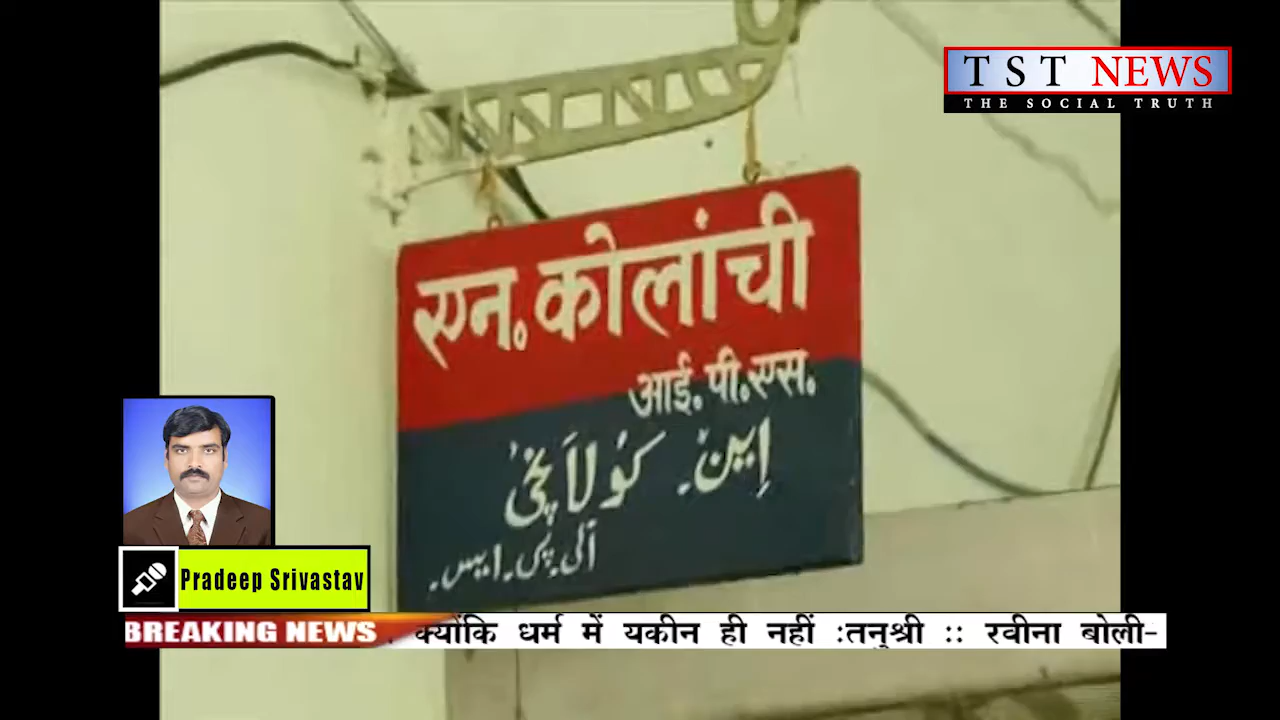 TST NEWS
THE SOCIAL TRUTH
एन. कोलांची
आई.पी.एस.
این۔ کولاچی
آئی۔پی۔ایس۔
Pradeep Srivastav
BREAKING NEWS
क्योंकि धर्म में यकीन ही नहीं :तनुश्री :: रवीना बोली-